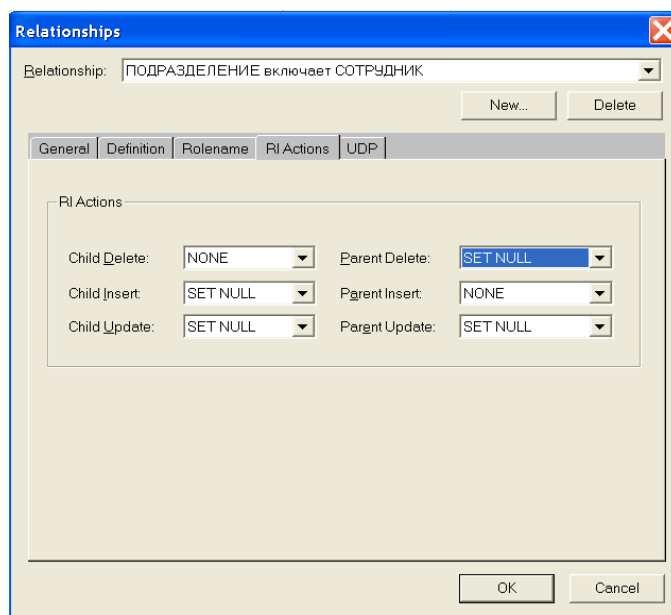 Relationships
Relationship: ПОДРАЗДЕЛЕНИЕ включает СОТРУДНИК
New... Delete
General Definition Rolename RI Actions UDP
RI Actions
Child Delete: NONE Parent Delete: SET NULL
Child Insert: SET NULL Parent Insert: NONE
Child Update: SET NULL Parent Update: SET NULL
OK Cancel